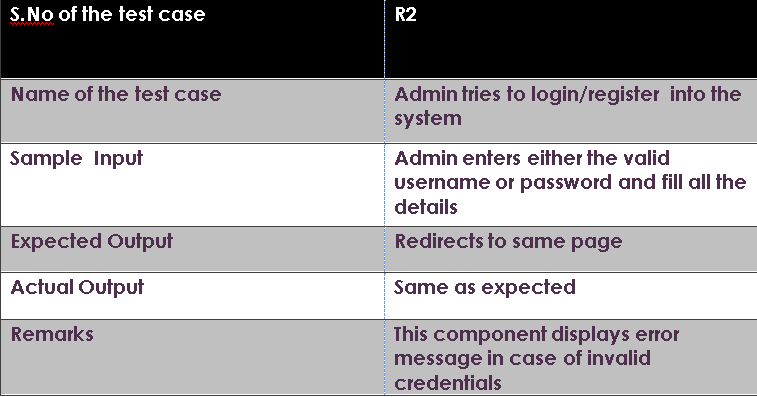 S.No of the test case
R2
Name of the test case
Admin tries to login/register into the
system
Sample Input
Admin enters either the valid
username or password and fill all the
details
Expected Output
Redirects to same page
Actual Output
Same as expected
Remarks
This component displays error
message in case of invalid
credentials